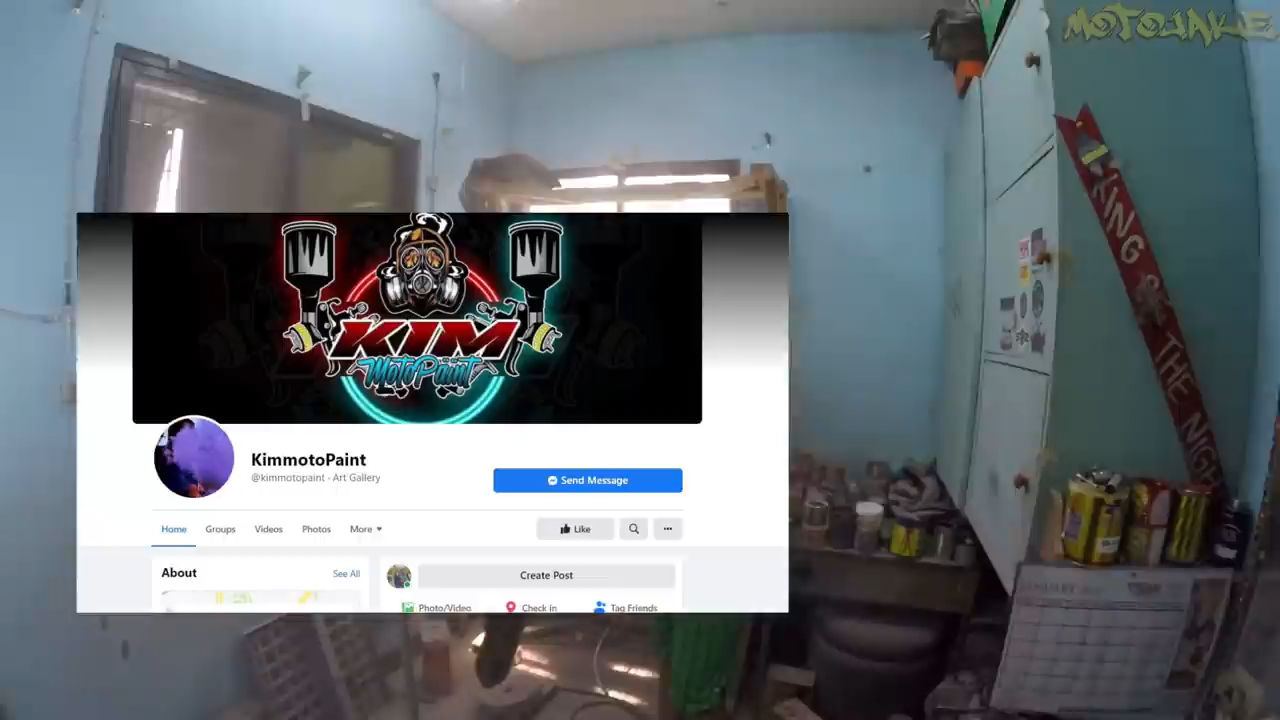 MOTOJAKE
KING OF THE NIGHT
KIM
MotoPaint
KimmotoPaint
@kimmotopaint · Art Gallery
Send Message
Home Groups Videos Photos More
Like
About See All
Create Post
Photo/Video Check in Tag Friends